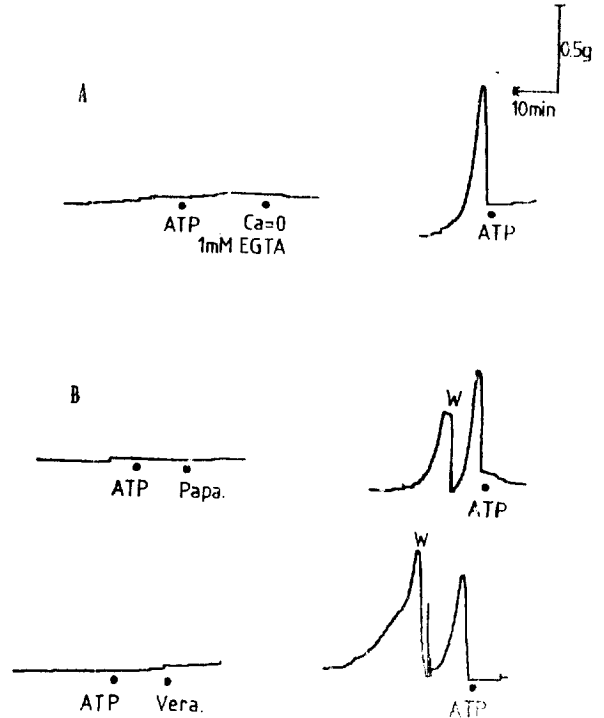 0.5g
A
10min
ATP Ca=0
1mM EGTA
ATP
B
W
ATP Papa.
ATP
W
ATP Vera.
ATP